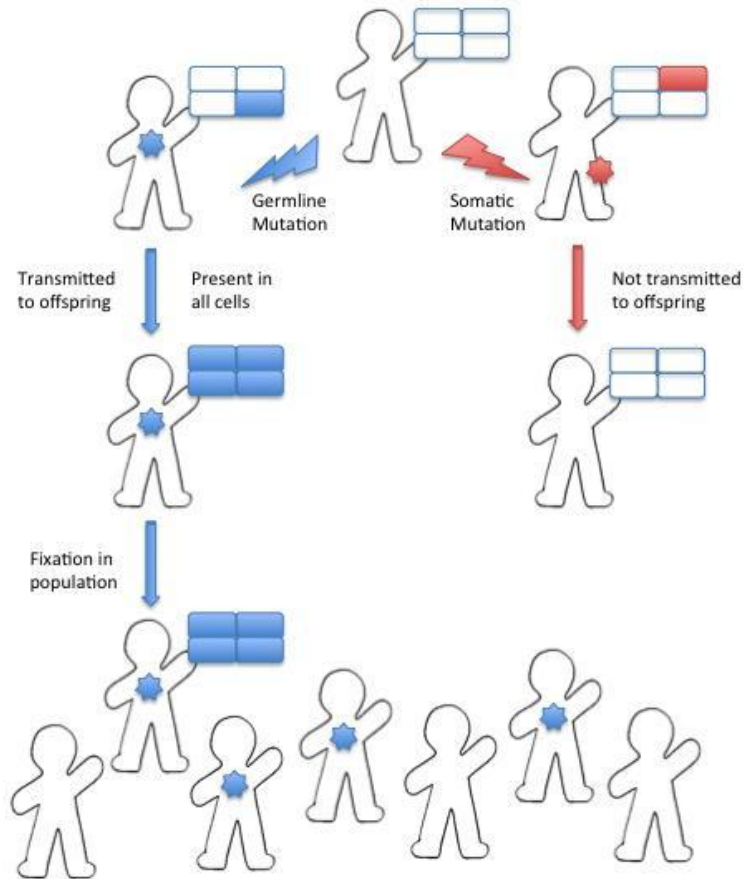 Germline
Mutation
Somatic
Mutation
Transmitted
to offspring
Present in
all cells
Not transmitted
to offspring
Fixation in
population